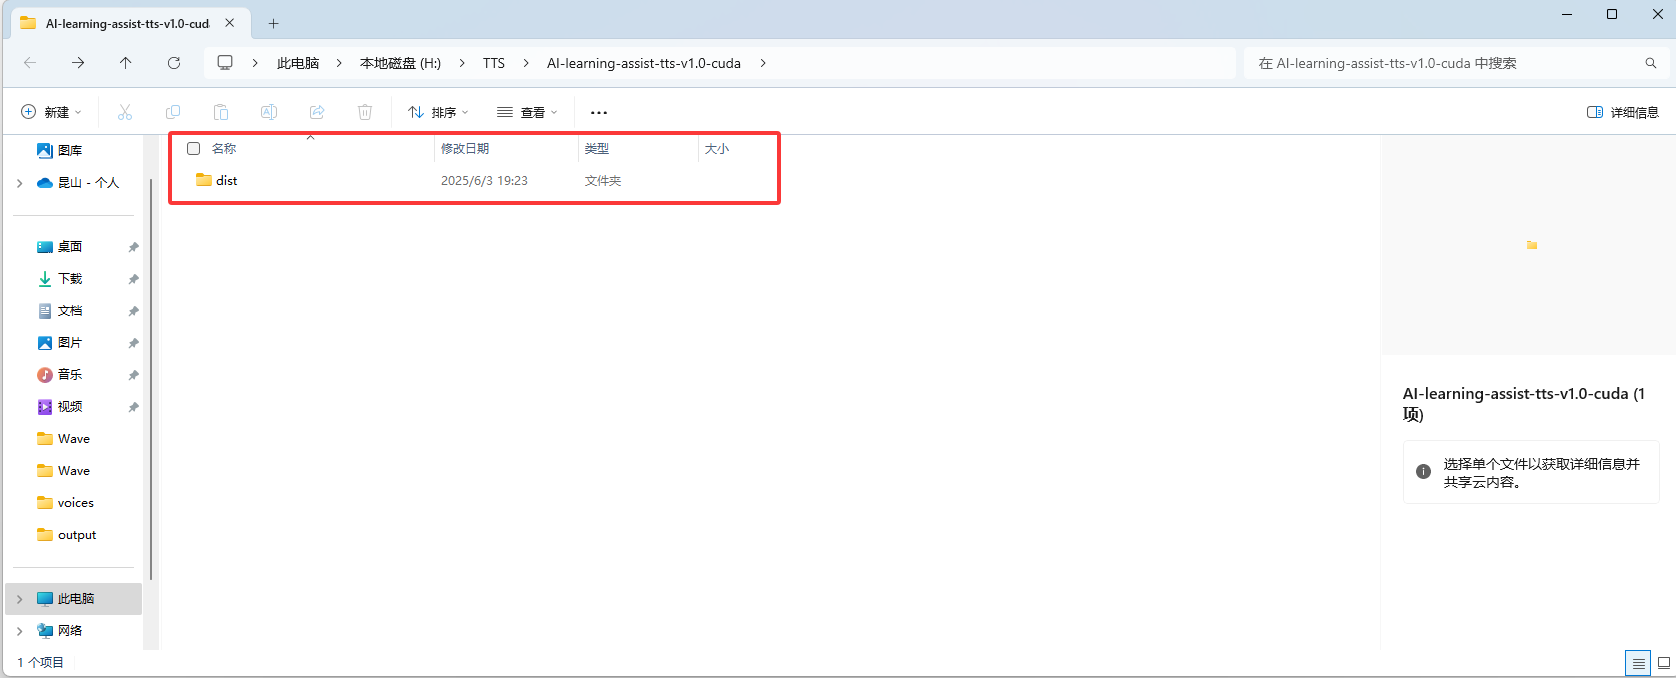 AI-learning-assist-tts-v1.0-cud
此电脑 本地磁盘 (H:) TTS AI-learning-assist-tts-v1.0-cuda
在 AI-learning-assist-tts-v1.0-cuda 中搜索
新建 排序 查看 详细信息
图库
昆山 - 个人
桌面
下载
文档
图片
音乐
视频
Wave
Wave
voices
output
此电脑
网络
名称 修改日期 类型 大小
dist 2025/6/3 19:23 文件夹
AI-learning-assist-tts-v1.0-cuda (1
项)
选择单个文件以获取详细信息并
共享云内容。
1 个项目